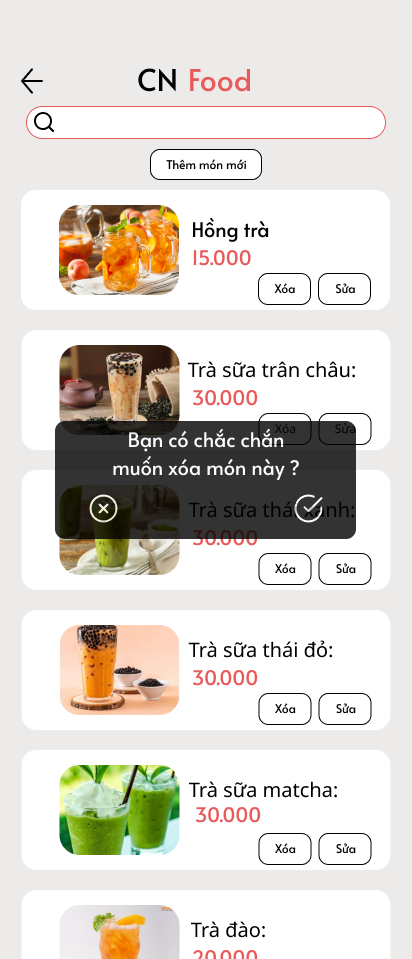 CN Food
Thêm món mới
Hồng trà
15.000
Xóa
Sửa
Trà sữa trân châu:
30.000
Xóa
Sửa
Bạn có chắc chắn
muốn xóa món này ?
Trà sữa thái xanh:
30.000
Xóa
Sửa
Trà sữa thái đỏ:
30.000
Xóa
Sửa
Trà sữa matcha:
30.000
Xóa
Sửa
Trà đào:
20.000